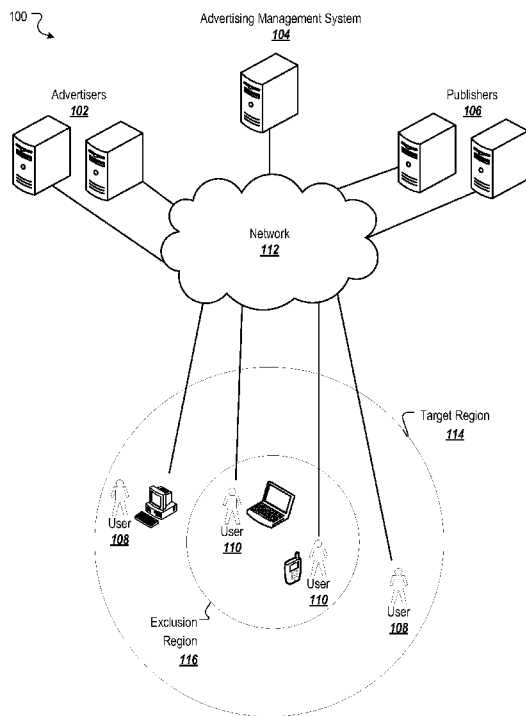 100
Advertising Management System
104
Advertisers
102
Publishers
106
Network
112
Target Region
114
User
108
User
110
User
110
User
108
Exclusion
Region
116